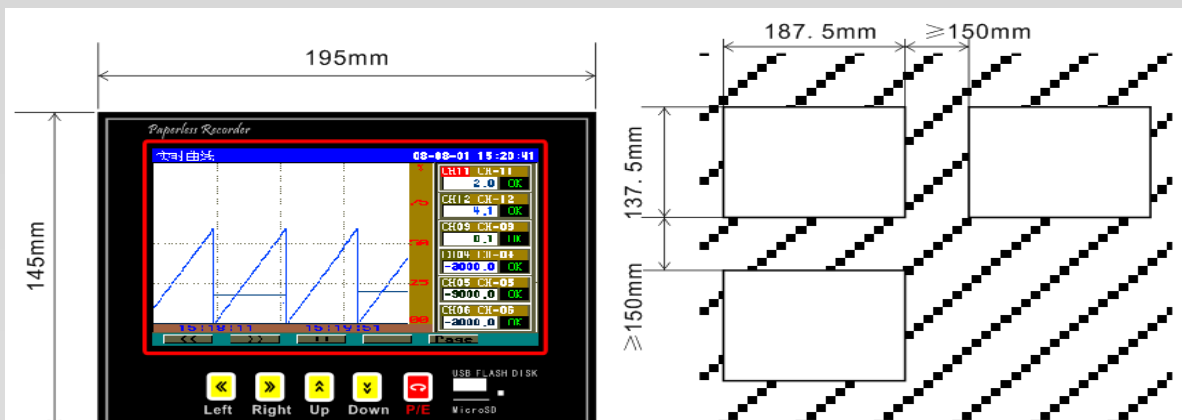 195mm
187. 5mm
≥150mm
145mm
137. 5mm
≥150mm
Paperless Recorder
实时曲线
08-08-01 15:20:41
CH11 CH-11
2.0 OK
CH12 CH-12
4.1 OK
CH09 CH-09
0.1 OK
CH-04
-3000.0 OK
CH05 CH-05
-3000.0 OK
CH06 CH-06
-3000.0 OK
15:18:11 15:19:51
<< >> Page
USB FLASH DISK
MicroSD
Left Right Up Down P/E